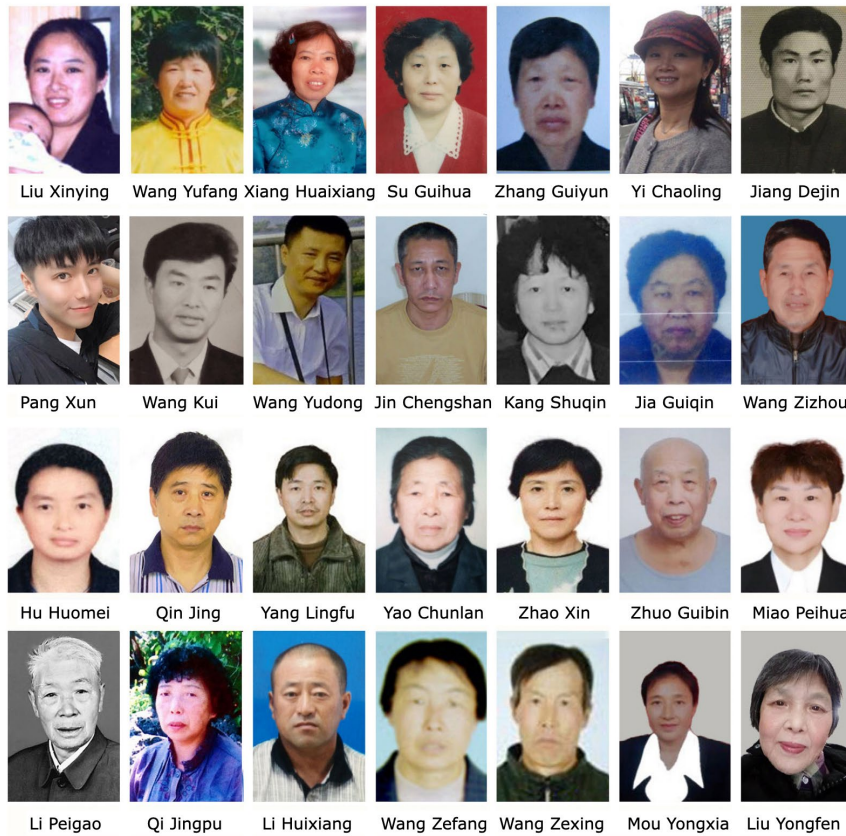 Liu Xinying Wang Yufang Xiang Huaixiang Su Guihua Zhang Guiyun Yi Chaoling Jiang Dejin
Pang Xun Wang Kui Wang Yudong Jin Chengshan Kang Shuqin Jia Guiqin Wang Zizhou
Hu Huomei Qin Jing Yang Lingfu Yao Chunlan Zhao Xin Zhuo Guibin Miao Peihua
Li Peigao Qi Jingpu Li Huixiang Wang Zefang Wang Zexing Mou Yongxia Liu Yongfen